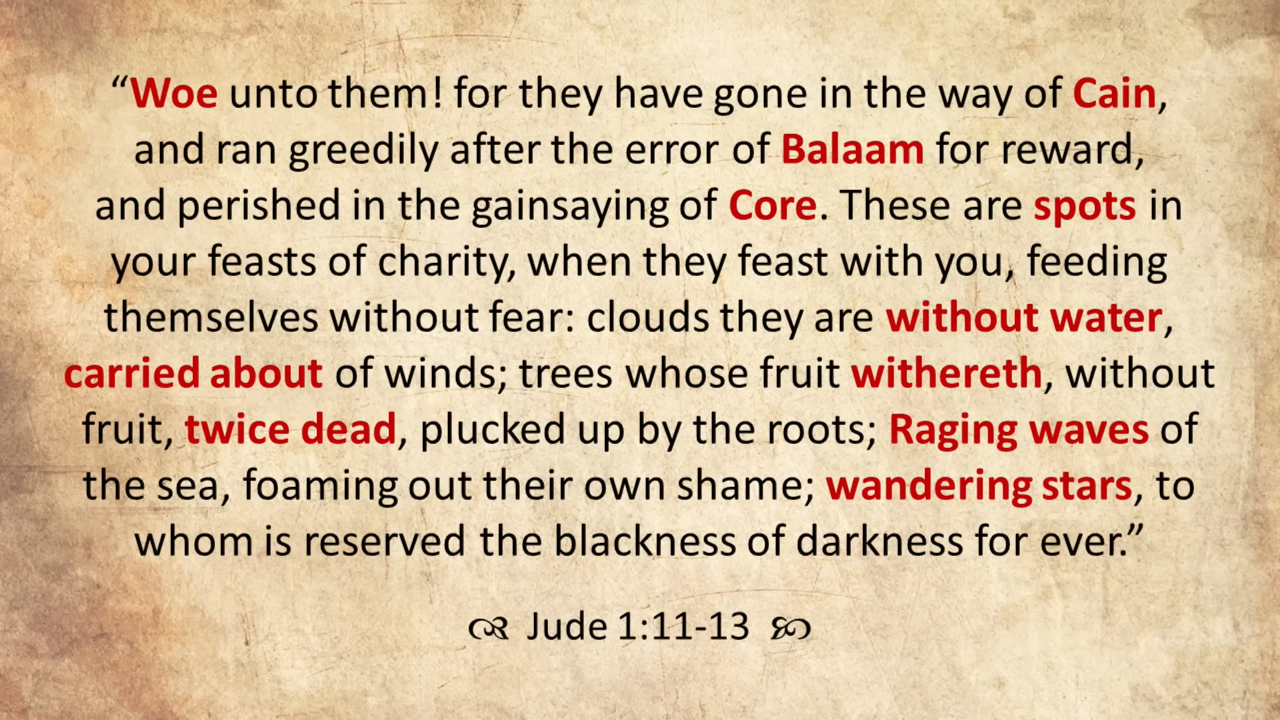 “Woe unto them! for they have gone in the way of Cain,
and ran greedily after the error of Balaam for reward,
and perished in the gainsaying of Core. These are spots in
your feasts of charity, when they feast with you, feeding
themselves without fear: clouds they are without water,
carried about of winds; trees whose fruit withereth, without
fruit, twice dead, plucked up by the roots; Raging waves of
the sea, foaming out their own shame; wandering stars, to
whom is reserved the blackness of darkness for ever.”
Jude 1:11-13